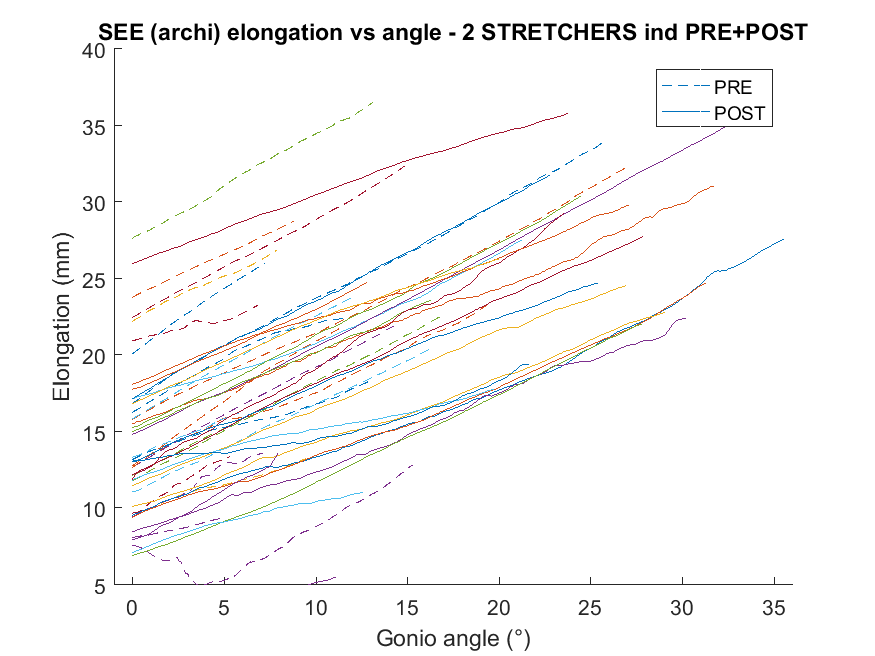 SEE (archi) elongation vs angle - 2 STRETCHERS ind PRE+POST
40
35
30
25
20
15
10
5
Elongation (mm)
PRE
POST
0 5 10 15 20 25 30 35
Gonio angle (°)